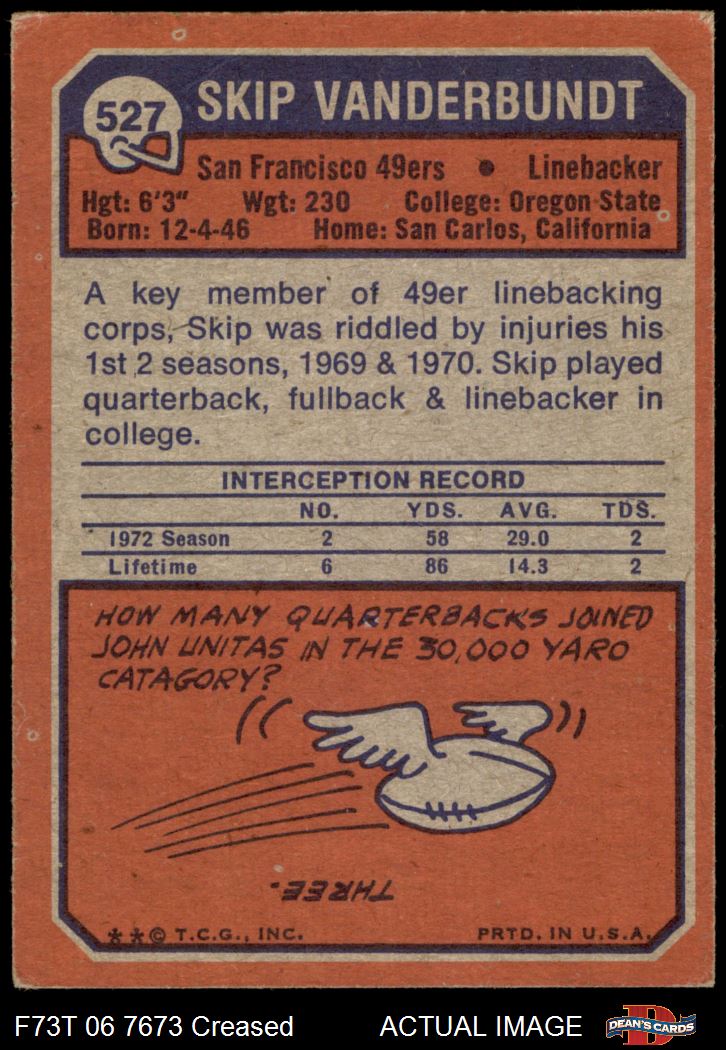 527
SKIP VANDERBUNDT
San Francisco 49ers • Linebacker
Hgt: 6'3" Wgt: 230 College: Oregon State
Born: 12-4-46 Home: San Carlos, California
A key member of 49er linebacking
corps, Skip was riddled by injuries his
1st 2 seasons, 1969 & 1970. Skip played
quarterback, fullback & linebacker in
college.
INTERCEPTION RECORD
NO. YDS. AVG. TDS.
1972 Season 2 58 29.0 2
Lifetime 6 86 14.3 2
HOW MANY QUARTERBACKS JOINED
JOHN UNITAS IN THE 30,000 YARD
CATAGORY?
THREE.
** © T.C.G., INC. PRTD. IN U.S.A.
F73T 06 7673 Creased ACTUAL IMAGE
D
DEAN'S CARDS